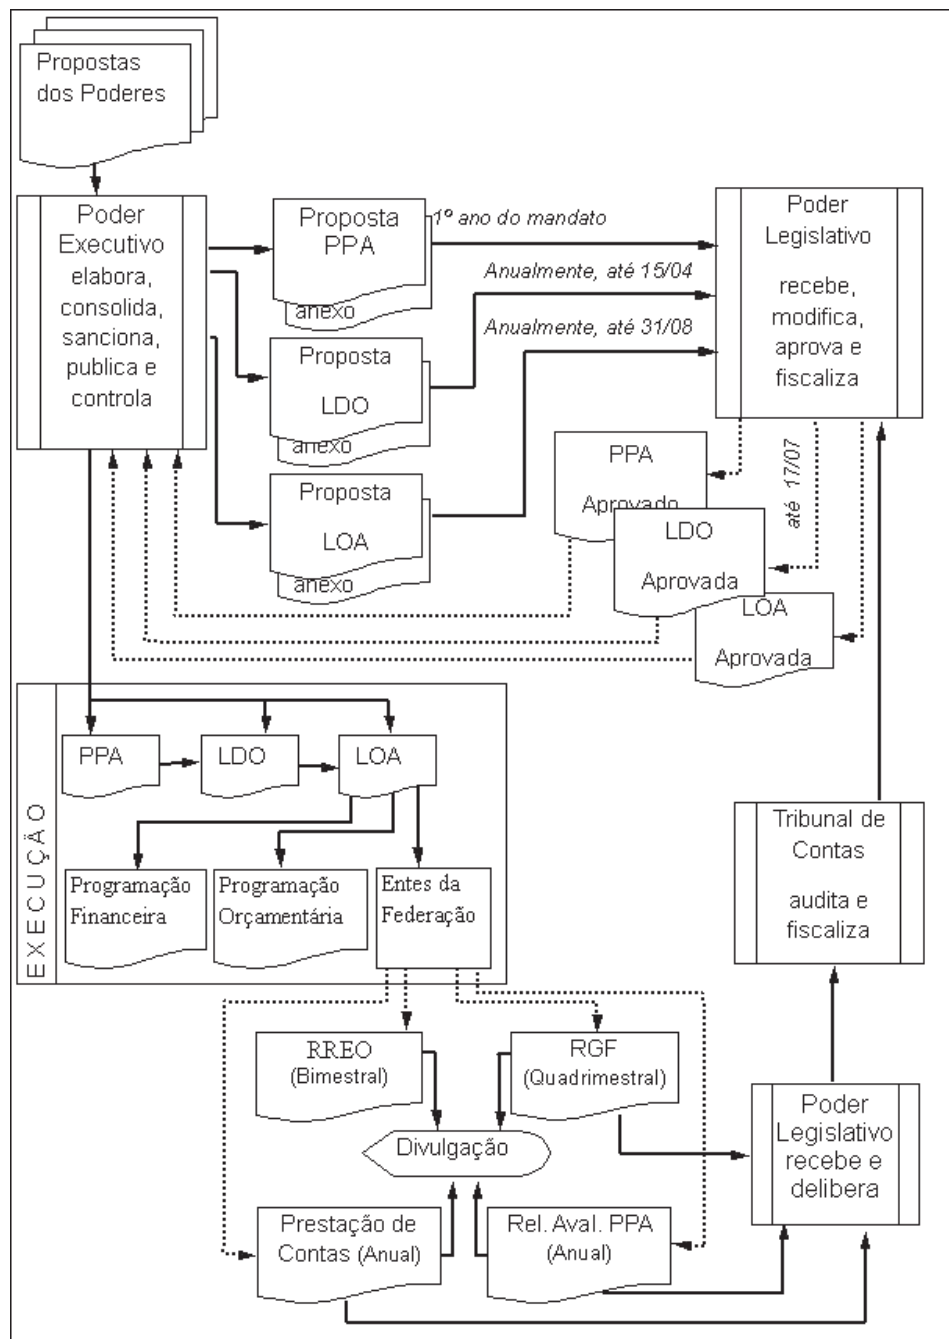 Propostas
dos Poderes
Poder
Executivo
elabora,
consolida,
sanciona,
publica e
controla
Proposta
PPA
anexo
1º ano do mandato
Anualmente, até 15/04
Proposta
LDO
anexo
Anualmente, até 31/08
Proposta
LOA
anexo
Poder
Legislativo
recebe,
modifica,
aprova e
fiscaliza
até 17/07
PPA
Aprovado
LDO
Aprovada
LOA
Aprovada
EXECUÇÃO
PPA
LDO
LOA
Programação
Financeira
Programação
Orçamentária
Entes da
Federação
Tribunal de
Contas
audita e
fiscaliza
RREO
(Bimestral)
RGF
(Quadrimestral)
Divulgação
Poder
Legislativo
recebe e
delibera
Prestação de
Contas (Anual)
Rel. Aval. PPA
(Anual)